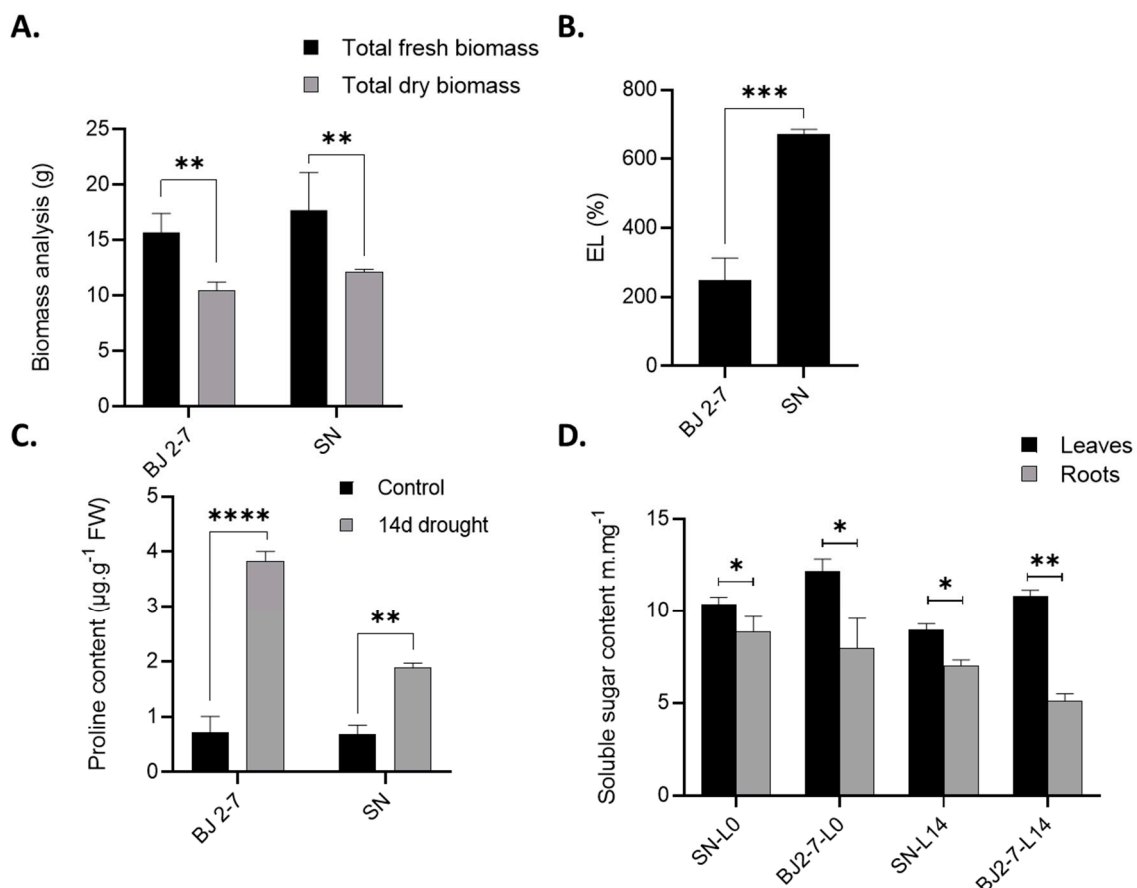 A.
Total fresh biomass
Total dry biomass
Biomass analysis (g)
25
20
15
10
5
0
**
**
BJ 2-7
SN
B.
EL (%)
800
600
400
200
0
***
BJ 2-7
SN
C.
Control
14d drought
Proline content (µg.g⁻¹ FW)
5
4
3
2
1
0
****
**
BJ 2-7
SN
D.
Leaves
Roots
Soluble sugar content m.mg⁻¹
15
10
5
0
*
*
*
**
SN-L0
BJ2-7-L0
SN-L14
BJ2-7-L14